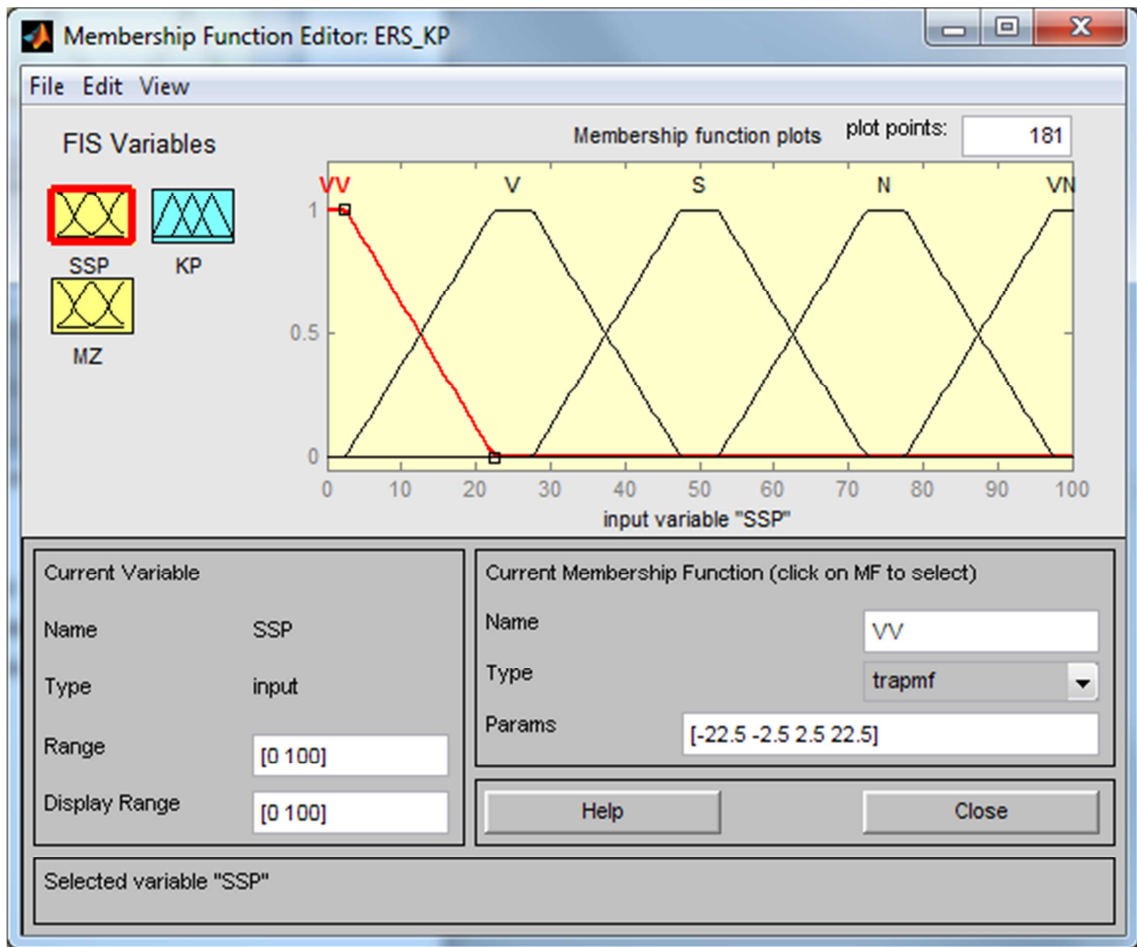 Membership Function Editor: ERS_KP
File Edit View
FIS Variables
Membership function plots plot points: 181
SSP KP
MZ
VV V S N VN
1
0.5
0
0 10 20 30 40 50 60 70 80 90 100
input variable "SSP"
Current Variable
Name SSP
Type input
Range [0 100]
Display Range [0 100]
Current Membership Function (click on MF to select)
Name VV
Type trapmf
Params [-22.5 -2.5 2.5 22.5]
Help Close
Selected variable "SSP"